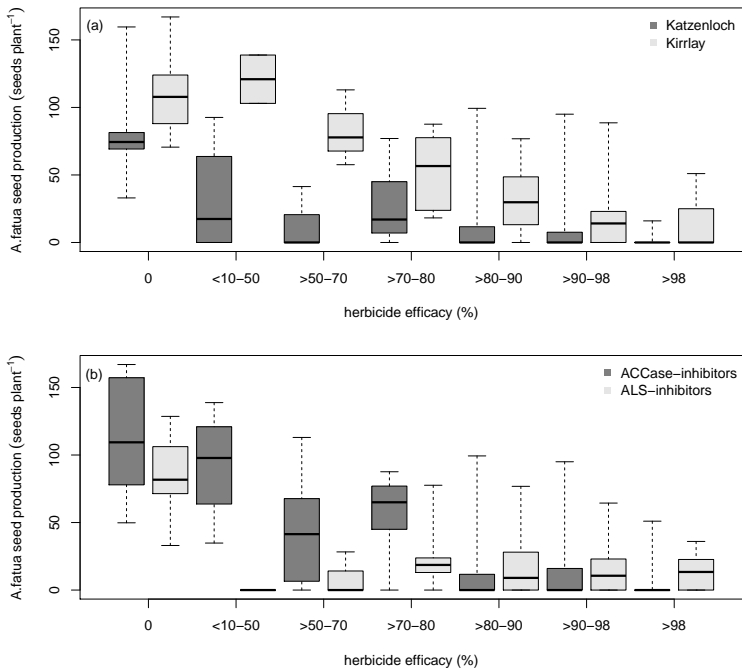 (a)
Katzenloch
Kirrlay
A.fatua seed production (seeds plant⁻¹)
150
100
50
0
0 <10−50 >50−70 >70−80 >80−90 >90−98 >98
herbicide efficacy (%)
(b)
ACCase−inhibitors
ALS−inhibitors
A.fatua seed production (seeds plant⁻¹)
150
100
50
0
0 <10−50 >50−70 >70−80 >80−90 >90−98 >98
herbicide efficacy (%)